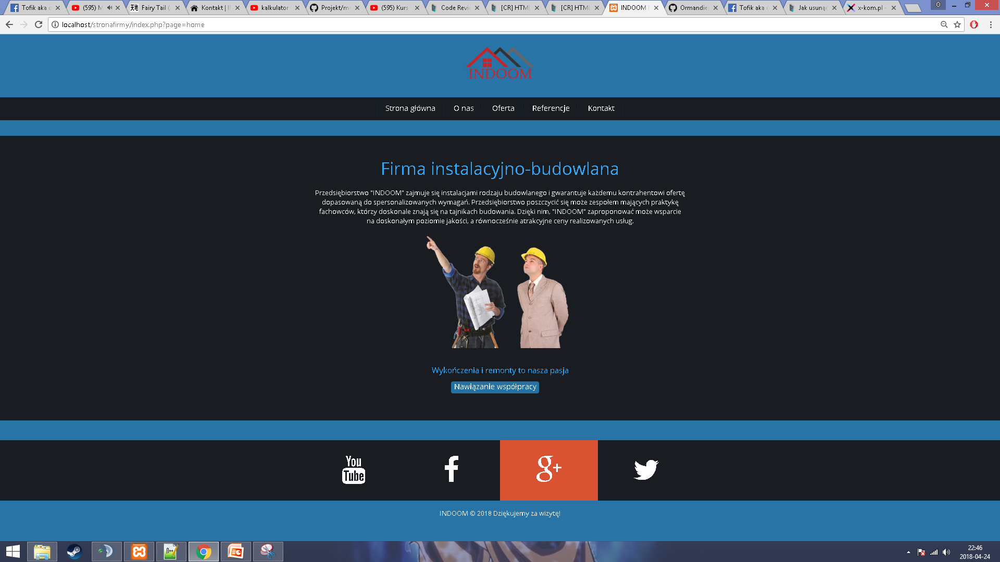 Tofik aka c
(595) M
Fairy Tail (
Kontakt | I
kalkulator
Projekt/m
(595) Kurs
Code Revi
[CR] HTM
[CR] HTM
INDOOM
Ormandie
Tofik aka c
Jak usuną
x-kom.pl -
localhost/stronafirmy/index.php?page=home
INDOOM
Strona główna
O nas
Oferta
Referencje
Kontakt
Firma instalacyjno-budowlana
Przedsiębiorstwo "INDOOM" zajmuje się instalacjami rodzaju budowlanego i gwarantuje każdemu kontrahentowi ofertę
dopasowaną do spersonalizowanych wymagań. Przedsiębiorstwo poszczycić się może zespołem mających praktykę
fachowców, którzy doskonale znają się na tajnikach budowania. Dzięki nim, "INDOOM" zaproponować może wsparcie
na doskonałym poziomie jakości, a równocześnie atrakcyjne ceny realizowanych usług.
Wykończenia i remonty to nasza pasja
Nawiązanie współpracy
You
Tube
f
g+
INDOOM © 2018 Dziękujemy za wizytę!
22:46
2018-04-24